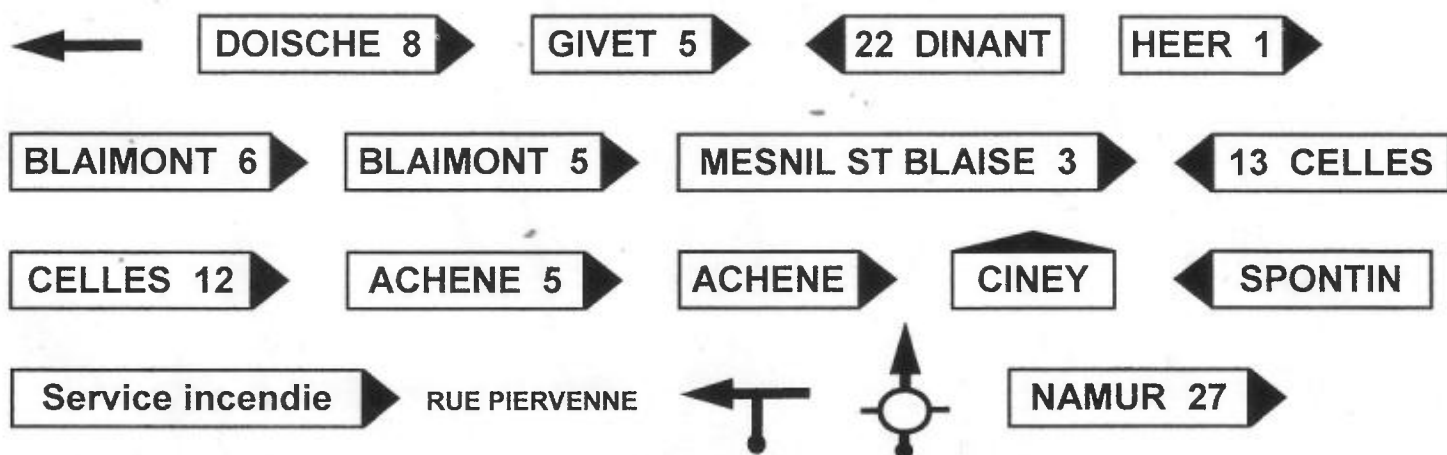 DOISCHE 8 GIVET 5 22 DINANT HEER 1
BLAIMONT 6 BLAIMONT 5 MESNIL ST BLAISE 3 13 CELLES
CELLES 12 ACHENE 5 ACHENE CINEY SPONTIN
Service incendie RUE PIERVENNE NAMUR 27